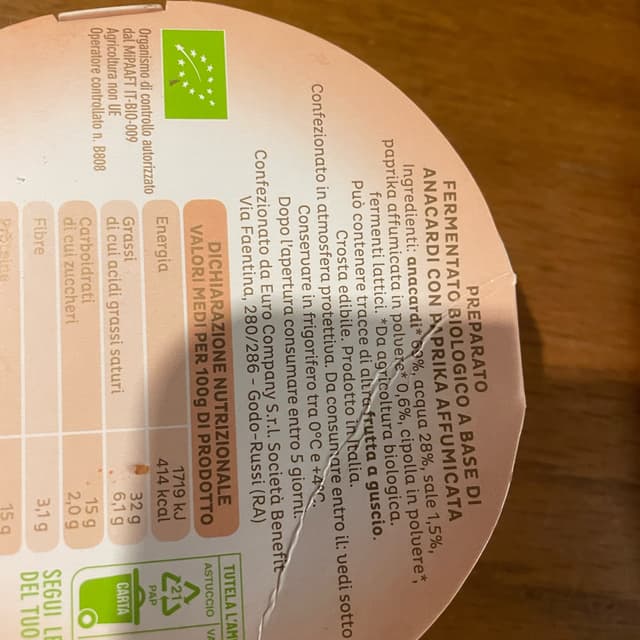 PREPARATO
FERMENTATO BIOLOGICO A BASE DI
ANACARDI CON PAPRIKA AFFUMICATA
Ingredienti: anacardi* 69%, acqua 28%, sale 1,5%,
paprika affumicata in polvere* 0,6%, cipolla in polvere*,
fermenti lattici. *Da agricoltura biologica.
Può contenere tracce di altra frutta a guscio.
Crosta edibile. Prodotto in Italia.
Confezionato in atmosfera protettiva. Da consumare entro il: vedi sotto
Conservare in frigorifero tra 0°C e +4°C.
Dopo l'apertura consumare entro 5 giorni.
Confezionato da Euro Company S.r.l. Società Benefit
Via Faentina, 280/286 - Godo-Russi (RA)
Organismo di controllo autorizzato
dal MIPAAFT IT-BIO-009
Agricoltura non UE
Operatore controllato n. B808
DICHIARAZIONE NUTRIZIONALE
VALORI MEDI PER 100g DI PRODOTTO
Energia 1719 kJ
414 kcal
Grassi 32 g
di cui acidi grassi saturi 6,1 g
Carboidrati 15 g
di cui zuccheri 2,0 g
Fibre 3,1 g
Proteine 15 g
TUTELA L'AM
ASTUCCIO VA
21
PAP
CARTA
SEGUI LE
DEL TUO